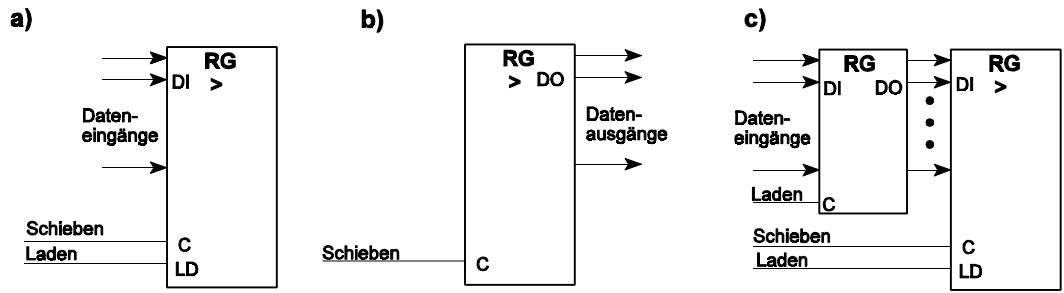 a)
RG
>
DI
Daten-
eingänge
Schieben
C
Laden
LD
b)
RG
> DO
Daten-
ausgänge
Schieben
C
c)
RG
DI DO
Daten-
eingänge
Laden
C
RG
DI >
Schieben
C
Laden
LD